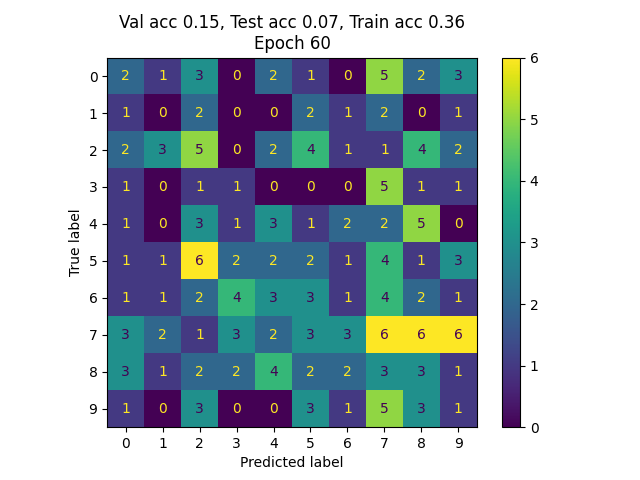 Val acc 0.15, Test acc 0.07, Train acc 0.36
Epoch 60
0 2 1 3 0 2 1 0 5 2 3
1 1 0 2 0 0 2 1 2 0 1
2 2 3 5 0 2 4 1 1 4 2
3 1 0 1 1 0 0 0 5 1 1
4 1 0 3 1 3 1 2 2 5 0
5 1 1 6 2 2 2 1 4 1 3
6 1 1 2 4 3 3 1 4 2 1
7 3 2 1 3 2 3 3 6 6 6
8 3 1 2 2 4 2 2 3 3 1
9 1 0 3 0 0 3 1 5 3 1
0 1 2 3 4 5 6 7 8 9
Predicted label
True label
6
5
4
3
2
1
0